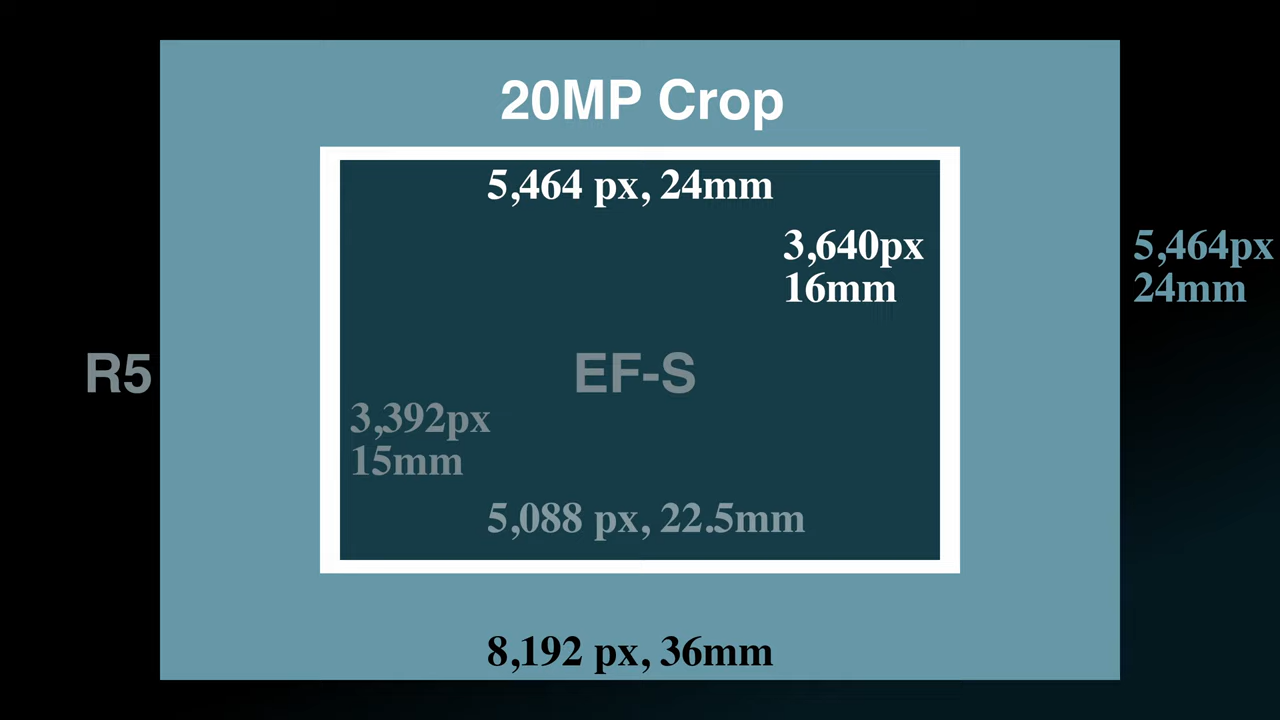 20MP Crop
5,464 px, 24mm
3,640px
16mm
5,464px
24mm
R5
EF-S
3,392px
15mm
5,088 px, 22.5mm
8,192 px, 36mm